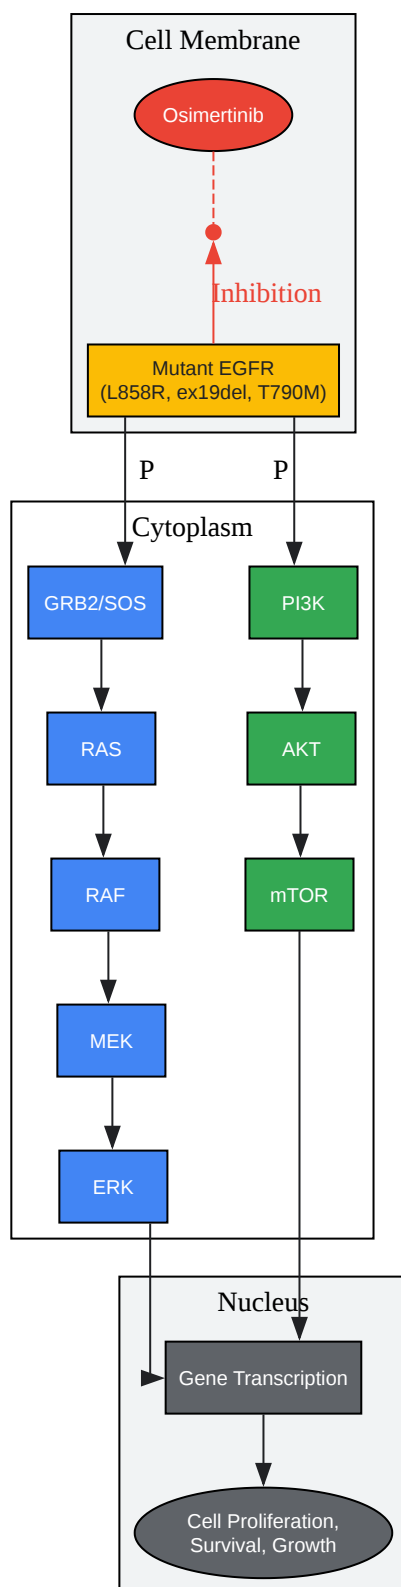 Cell Membrane
Osimertinib
Inhibition
Mutant EGFR
(L858R, ex19del, T790M)
P
P
Cytoplasm
GRB2/SOS
PI3K
RAS
AKT
RAF
mTOR
MEK
ERK
Nucleus
Gene Transcription
Cell Proliferation,
Survival, Growth